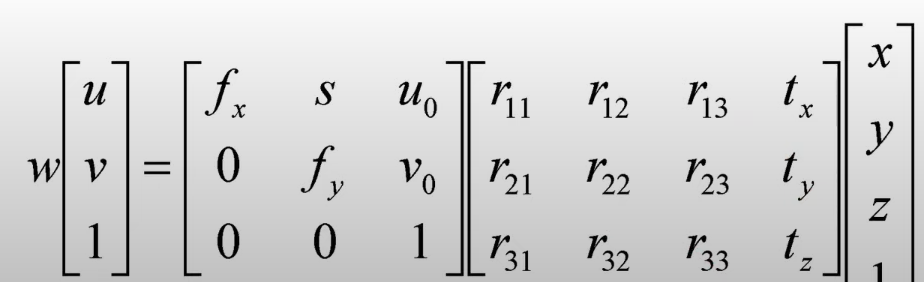 w [u v 1] = [f_x s u_0; 0 f_y v_0; 0 0 1] [r_11 r_12 r_13 t_x; r_21 r_22 r_23 t_y; r_31 r_32 r_33 t_z] [x y z 1]